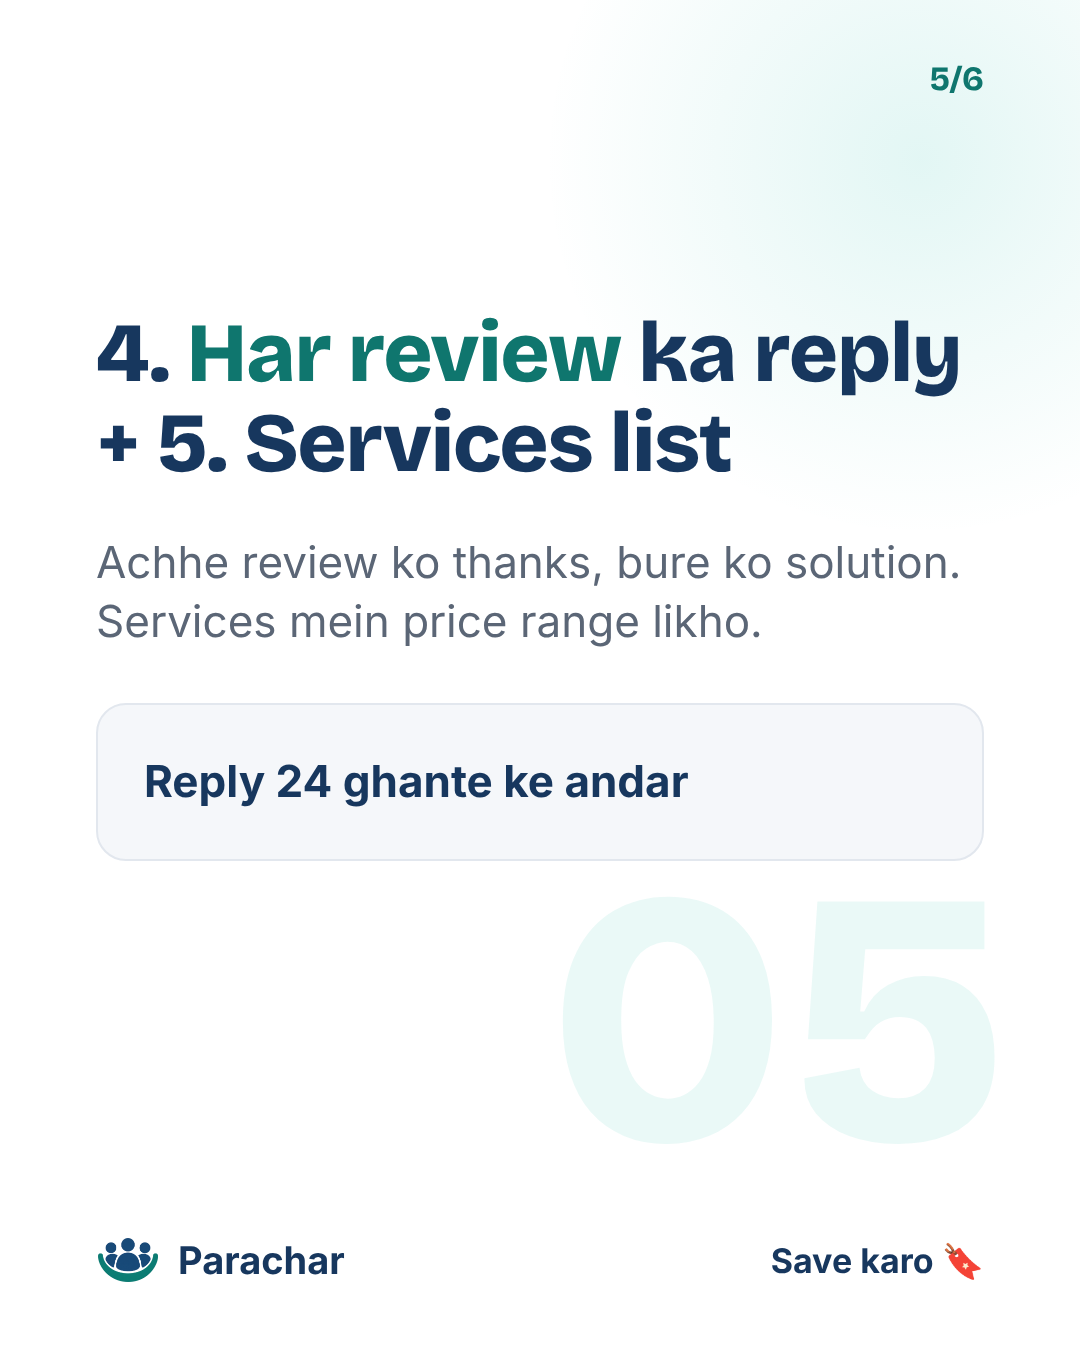 5/6
4. Har review ka reply
+ 5. Services list
Achhe review ko thanks, bure ko solution.
Services mein price range likho.
Reply 24 ghante ke andar
05
Parachar
Save karo 🔖